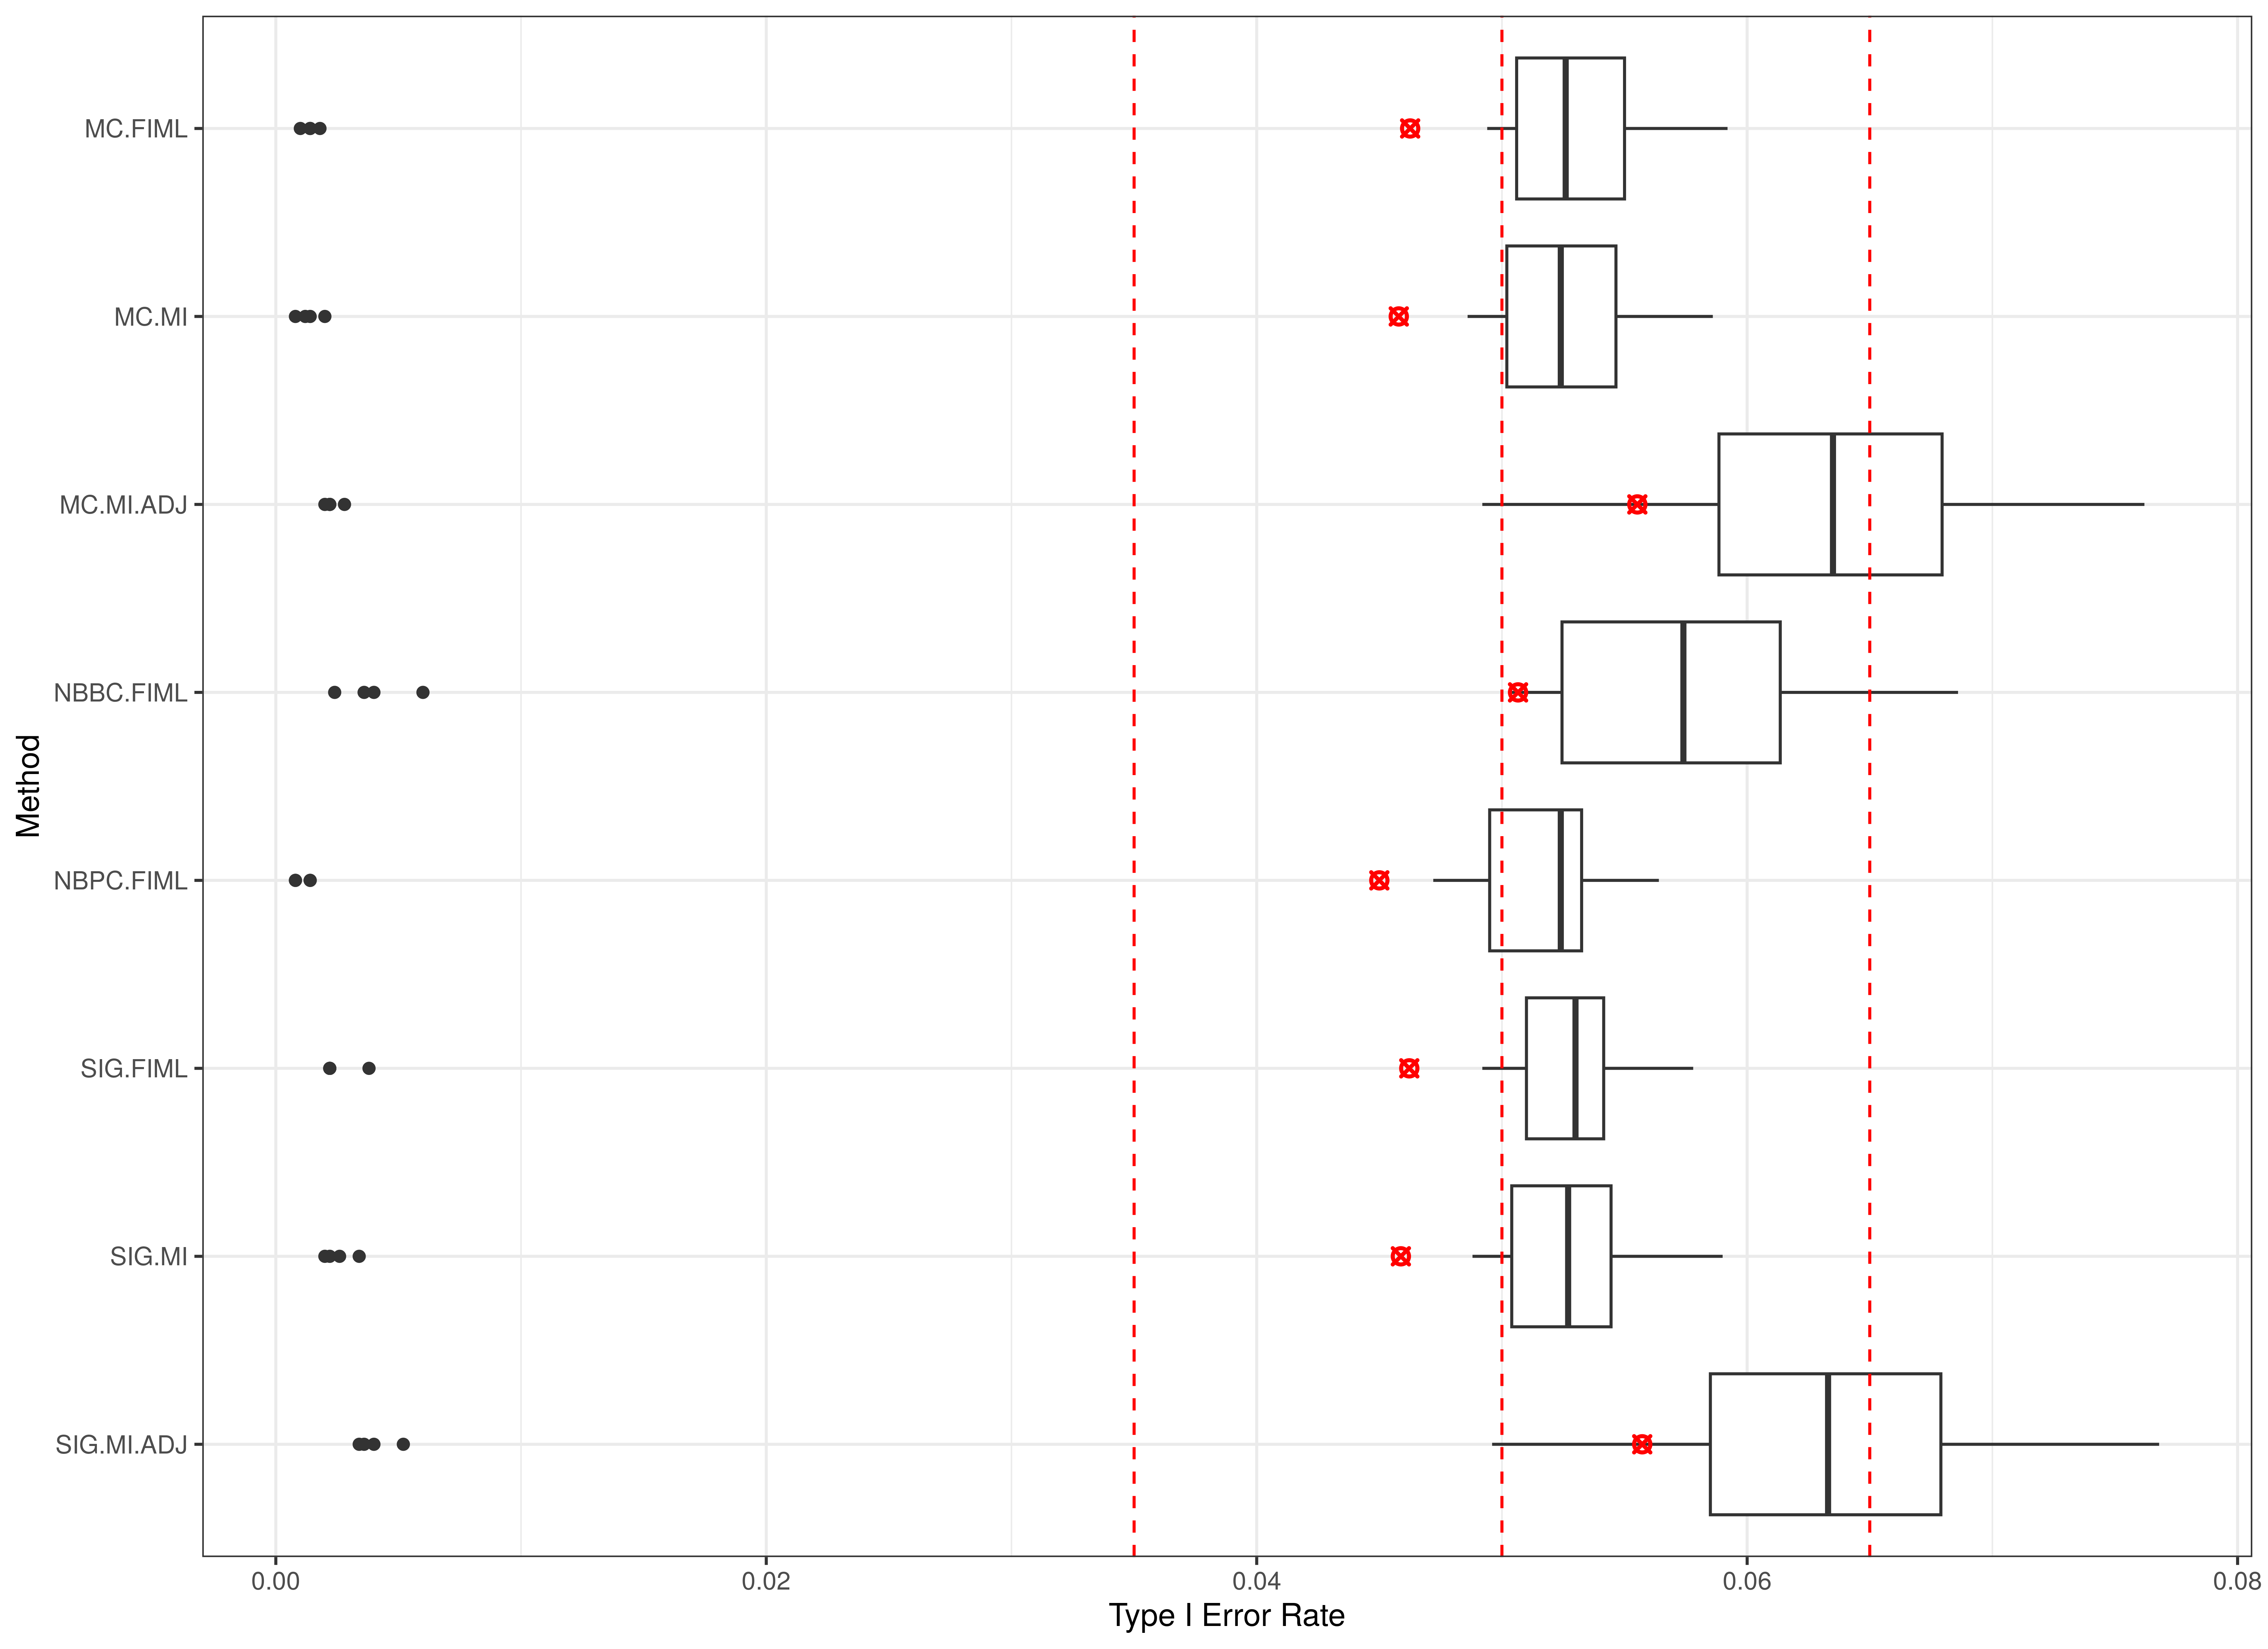 MC.FIML
MC.MI
MC.MI.ADJ
NBBC.FIML
NBPC.FIML
SIG.FIML
SIG.MI
SIG.MI.ADJ
Method
0.00 0.02 0.04 0.06 0.08
Type I Error Rate